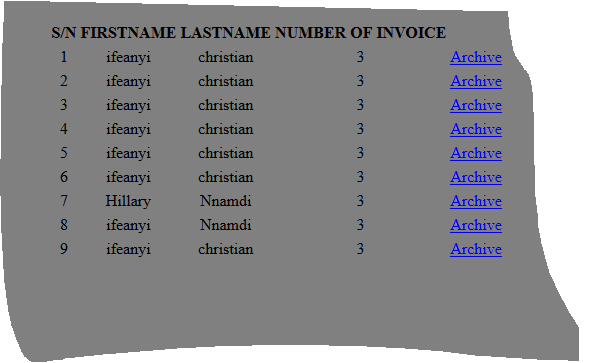 S/N FIRSTNAME LASTNAME NUMBER OF INVOICE
1 ifeanyi christian 3 Archive
2 ifeanyi christian 3 Archive
3 ifeanyi christian 3 Archive
4 ifeanyi christian 3 Archive
5 ifeanyi christian 3 Archive
6 ifeanyi christian 3 Archive
7 Hillary Nnamdi 3 Archive
8 ifeanyi Nnamdi 3 Archive
9 ifeanyi christian 3 Archive